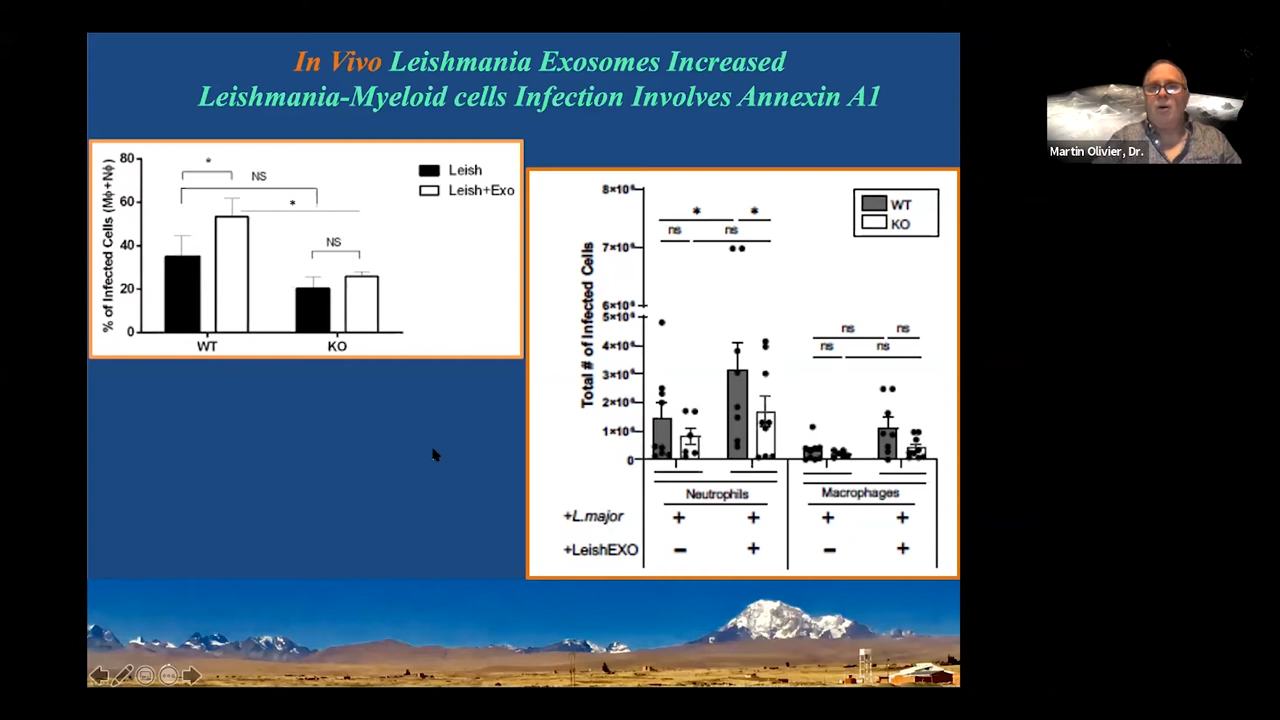 In Vivo Leishmania Exosomes Increased
Leishmania-Myeloid cells Infection Involves Annexin A1
Martin Olivier, Dr.
% of Infected Cells (Mϕ+Nϕ)
80
60
40
20
0
*
NS
*
NS
WT
KO
Leish
Leish+Exo
Total # of Infected Cells
8×10⁶
7×10⁶
6×10⁶
5×10⁶
4×10⁶
3×10⁶
2×10⁶
1×10⁶
0
WT
KO
* *
ns ns
ns ns
ns ns
Neutrophils Macrophages
+L.major + + + +
+LeishEXO − + − +